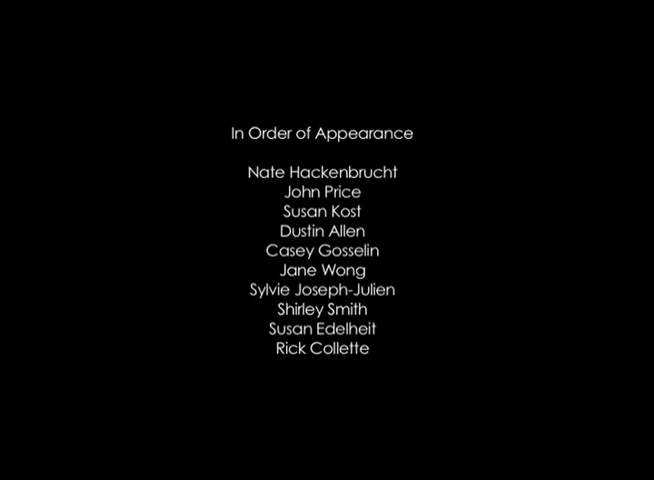 In Order of Appearance
Nate Hackenbrucht
John Price
Susan Kost
Dustin Allen
Casey Gosselin
Jane Wong
Sylvie Joseph-Julien
Shirley Smith
Susan Edelheit
Rick Collette